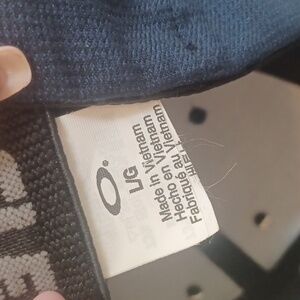 L/G
Made in Vietnam
Hecho en Vietnam
Fabriqué au Vietnam